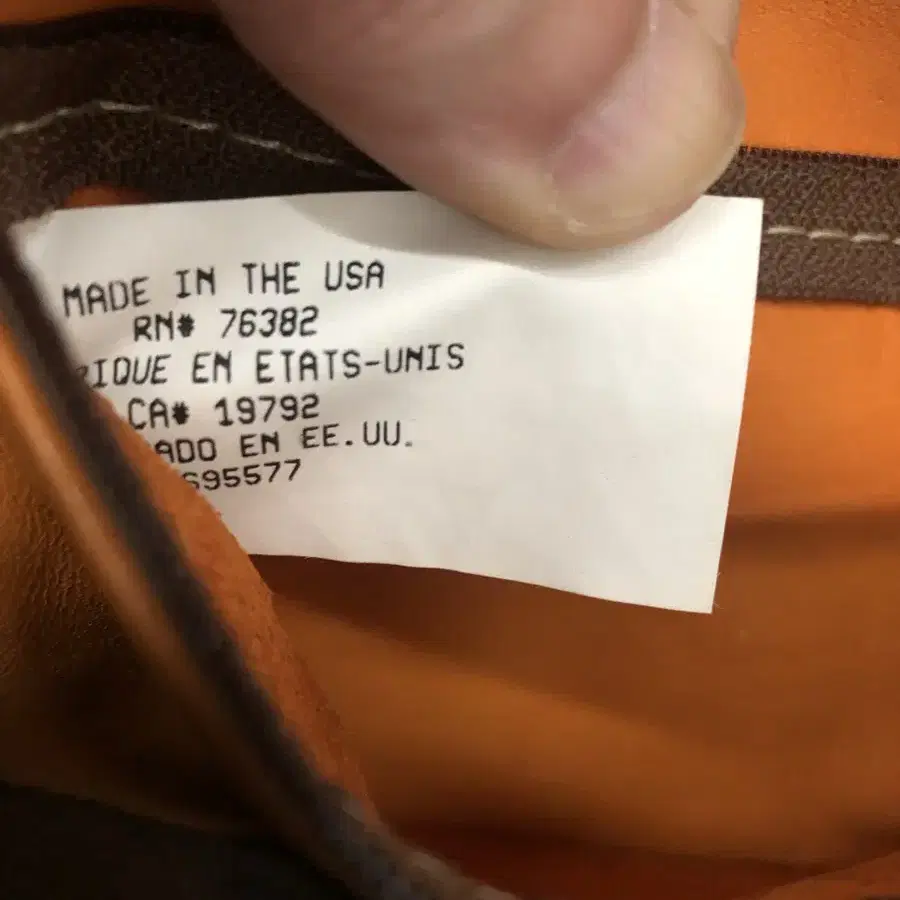 MADE IN THE USA
RN# 76382
RIQUE EN ETATS-UNIS
CA# 19792
ADO EN EE.UU.
695577